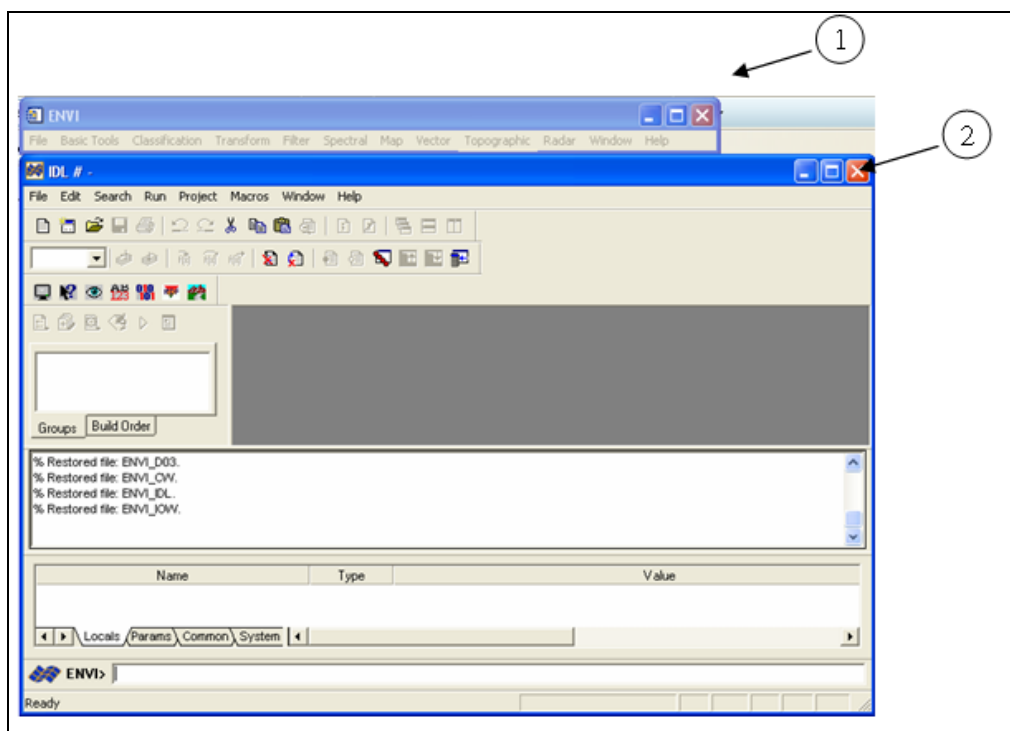 1
ENVI
File Basic Tools Classification Transform Filter Spectral Map Vector Topographic Radar Window Help
2
IDL # -
File Edit Search Run Project Macros Window Help
Groups Build Order
% Restored file: ENVI_D03.
% Restored file: ENVI_CW.
% Restored file: ENVI_IDL.
% Restored file: ENVI_IOW.
Name Type Value
Locals Params Common System
ENVI>
Ready